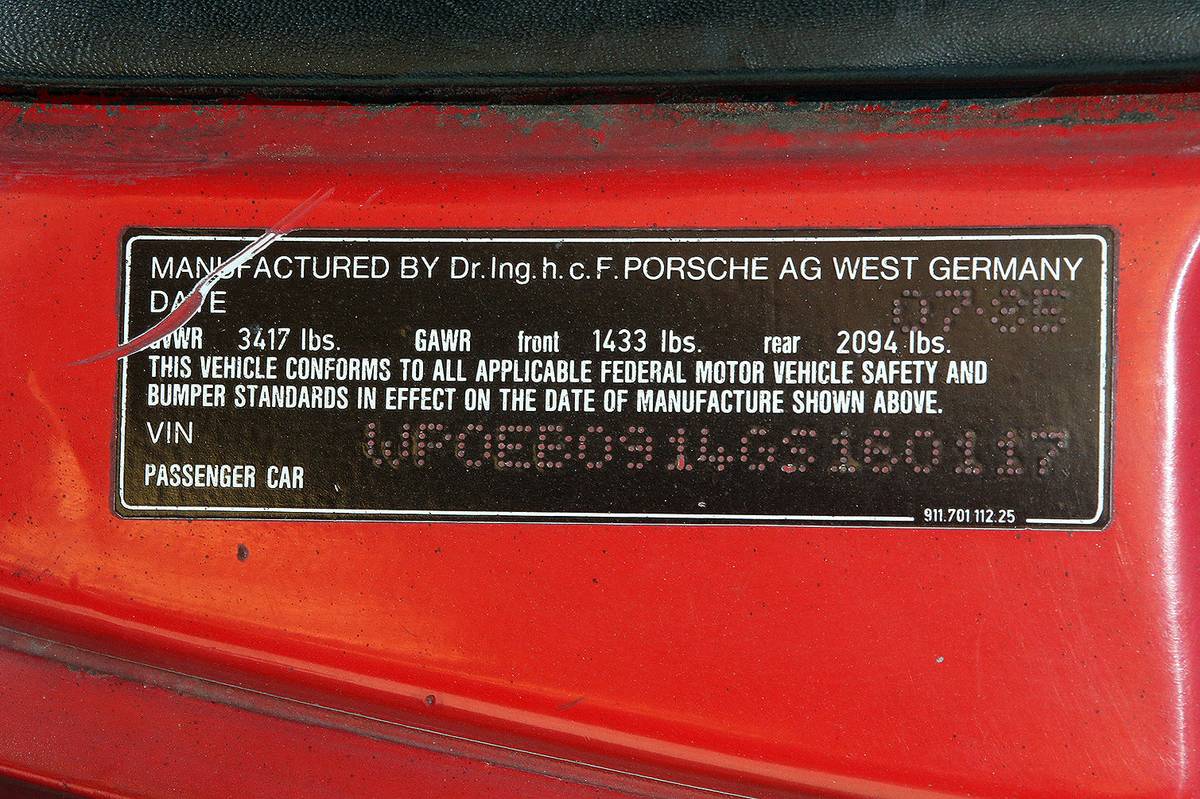 MANUFACTURED BY Dr.Ing.h.c.F.PORSCHE AG WEST GERMANY
DATE 07·85
GVWR 3417 lbs. GAWR front 1433 lbs. rear 2094 lbs.
THIS VEHICLE CONFORMS TO ALL APPLICABLE FEDERAL MOTOR VEHICLE SAFETY AND
BUMPER STANDARDS IN EFFECT ON THE DATE OF MANUFACTURE SHOWN ABOVE.
VIN WP0EB0914GS160117
PASSENGER CAR
911.701 112.25